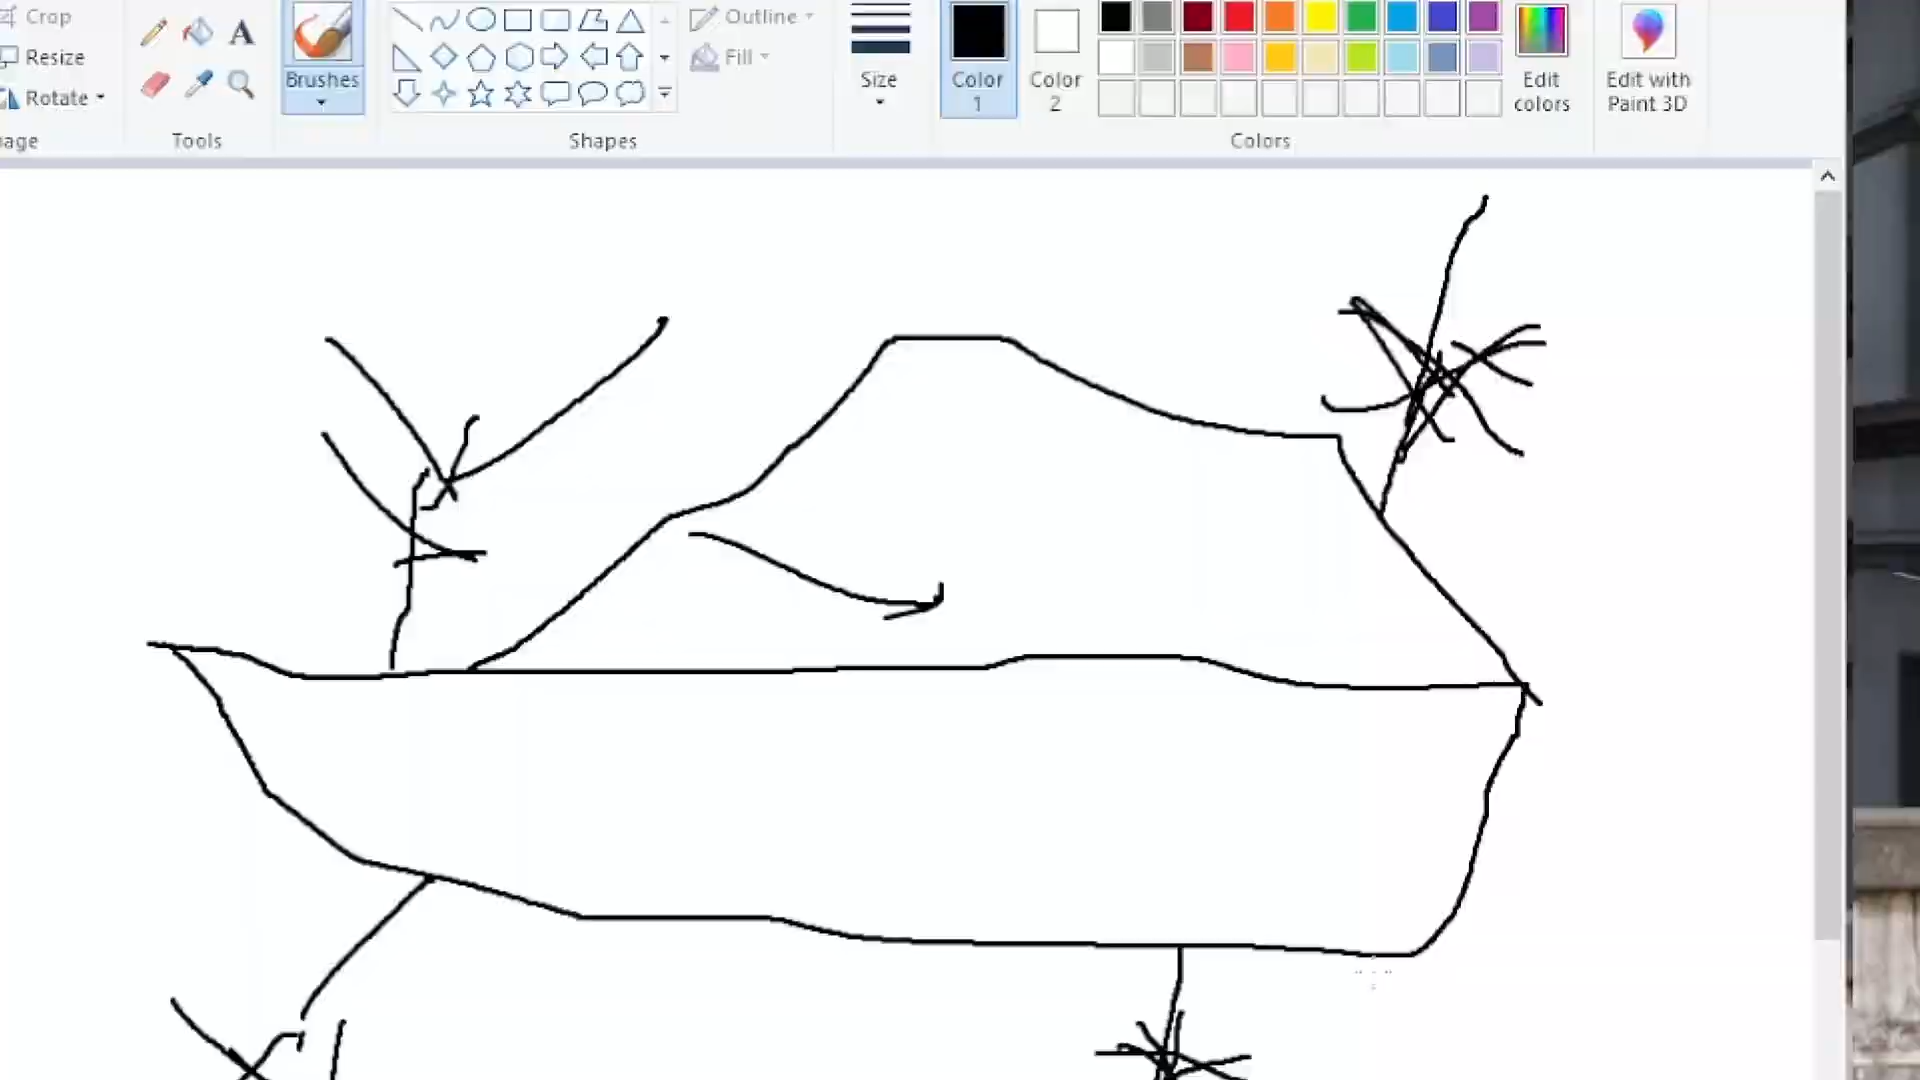 Crop
Resize
Rotate
age
A
Tools
Brushes
Shapes
Outline
Fill
Size
Color
1
Color
2
Colors
Edit
colors
Edit with
Paint 3D